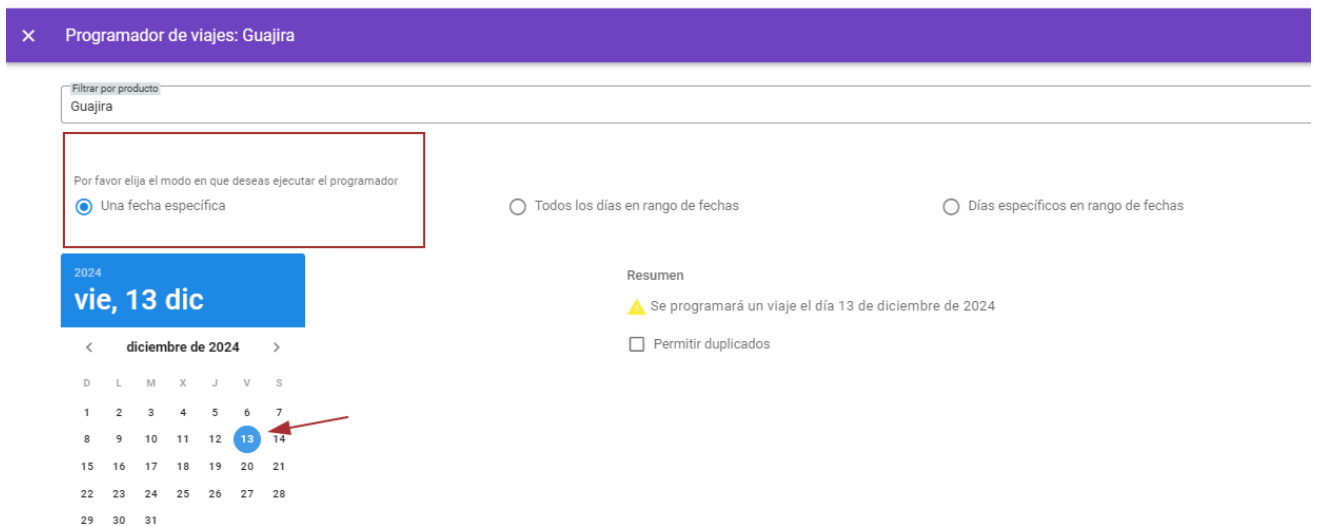 × Programador de viajes: Guajira
Filtrar por producto
Guajira
Por favor elija el modo en que deseas ejecutar el programador
Una fecha específica
Todos los días en rango de fechas
Días específicos en rango de fechas
2024
vie, 13 dic
diciembre de 2024
D L M X J V S
1 2 3 4 5 6 7
8 9 10 11 12 13 14
15 16 17 18 19 20 21
22 23 24 25 26 27 28
29 30 31
Resumen
Se programará un viaje el día 13 de diciembre de 2024
Permitir duplicados